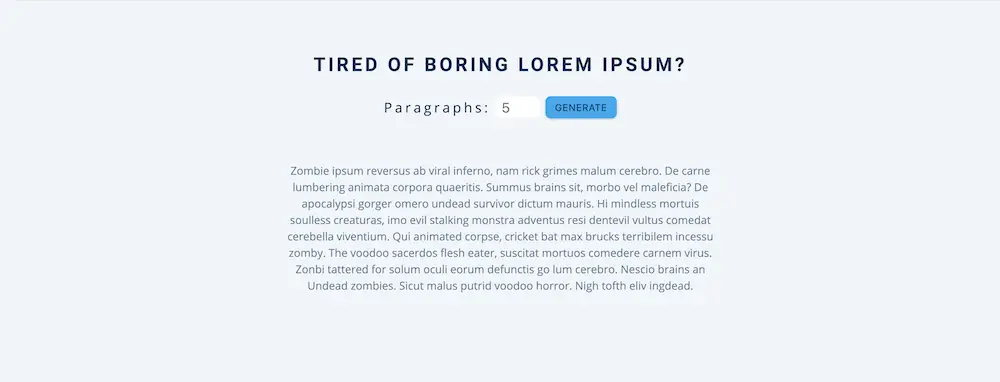 TIRED OF BORING LOREM IPSUM?
Paragraphs: 5 GENERATE
Zombie ipsum reversus ab viral inferno, nam rick grimes malum cerebro. De carne
lumbering animata corpora quaeritis. Summus brains sit, morbo vel maleficia? De
apocalypsi gorger omero undead survivor dictum mauris. Hi mindless mortuis
soulless creaturas, imo evil stalking monstra adventus resi dentevil vultus comedat
cerebella viventium. Qui animated corpse, cricket bat max brucks terribilem incessu
zomby. The voodoo sacerdos flesh eater, suscitat mortuos comedere carnem virus.
Zonbi tattered for solum oculi eorum defunctis go lum cerebro. Nescio brains an
Undead zombies. Sicut malus putrid voodoo horror. Nigh tofth eliv ingdead.